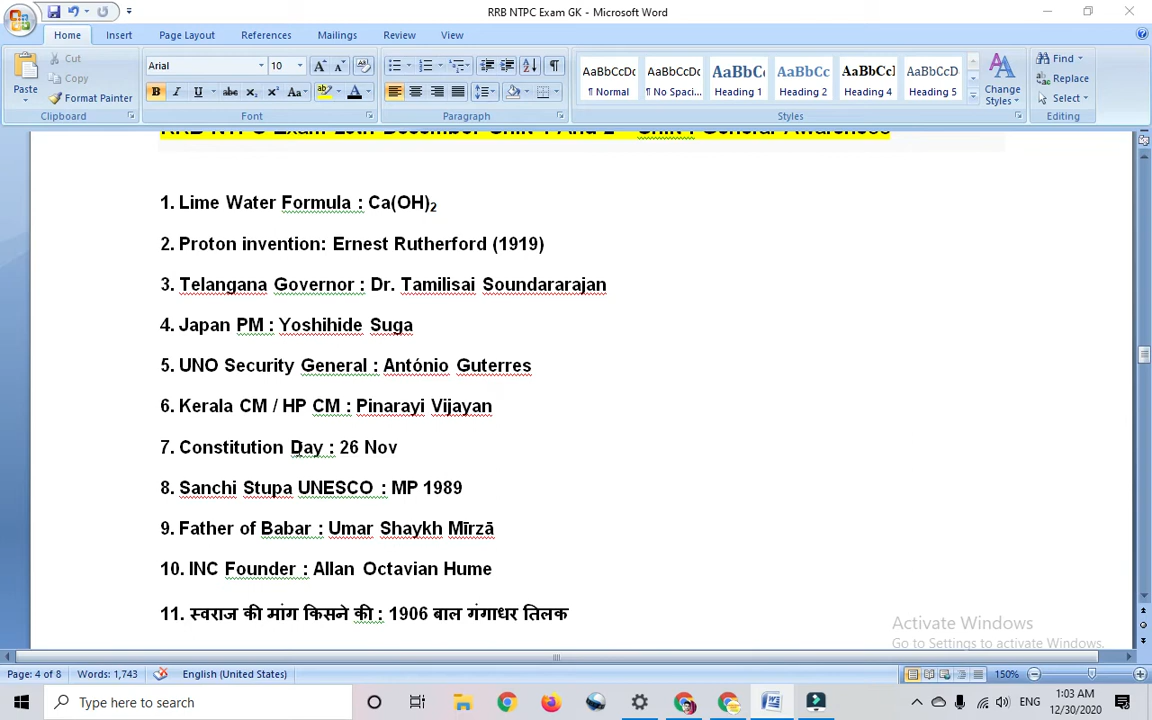 RRB NTPC Exam GK - Microsoft Word
Home Insert Page Layout References Mailings Review View
Paste
Cut
Copy
Format Painter
Clipboard
Arial 10
Font
Paragraph
AaBbCcDc AaBbCcDc AaBbC AaBbCc AaBbCcI AaBbCcD
¶ Normal ¶ No Spaci... Heading 1 Heading 2 Heading 4 Heading 5
Change Styles
Styles
Find
Replace
Select
Editing
1. Lime Water Formula : Ca(OH)₂
2. Proton invention: Ernest Rutherford (1919)
3. Telangana Governor : Dr. Tamilisai Soundararajan
4. Japan PM : Yoshihide Suga
5. UNO Security General : António Guterres
6. Kerala CM / HP CM : Pinarayi Vijayan
7. Constitution Day : 26 Nov
8. Sanchi Stupa UNESCO : MP 1989
9. Father of Babar : Umar Shaykh Mīrzā
10. INC Founder : Allan Octavian Hume
11. स्वराज की मांग किसने की : 1906 बाल गंगाधर तिलक
Activate Windows
Go to Settings to activate Windows.
Page: 4 of 8 Words: 1,743 English (United States) 150%
Type here to search
ENG
1:03 AM
12/30/2020